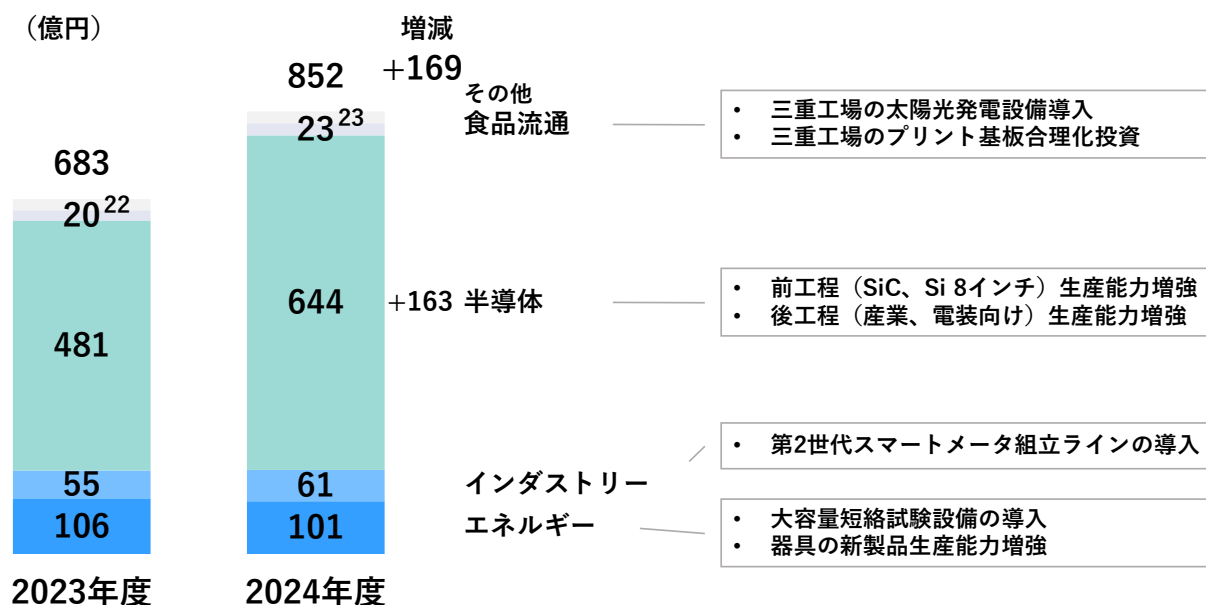 （億円）
増減
852
+169
その他
食品流通
23
23
• 三重工場の太陽光発電設備導入
• 三重工場のプリント基板合理化投資
683
22
20
644
+163
半導体
• 前工程（SiC、Si 8インチ）生産能力増強
• 後工程（産業、電装向け）生産能力増強
481
• 第2世代スマートメータ組立ラインの導入
55
61
インダストリー
106
101
エネルギー
• 大容量短絡試験設備の導入
• 器具の新製品生産能力増強
2023年度
2024年度